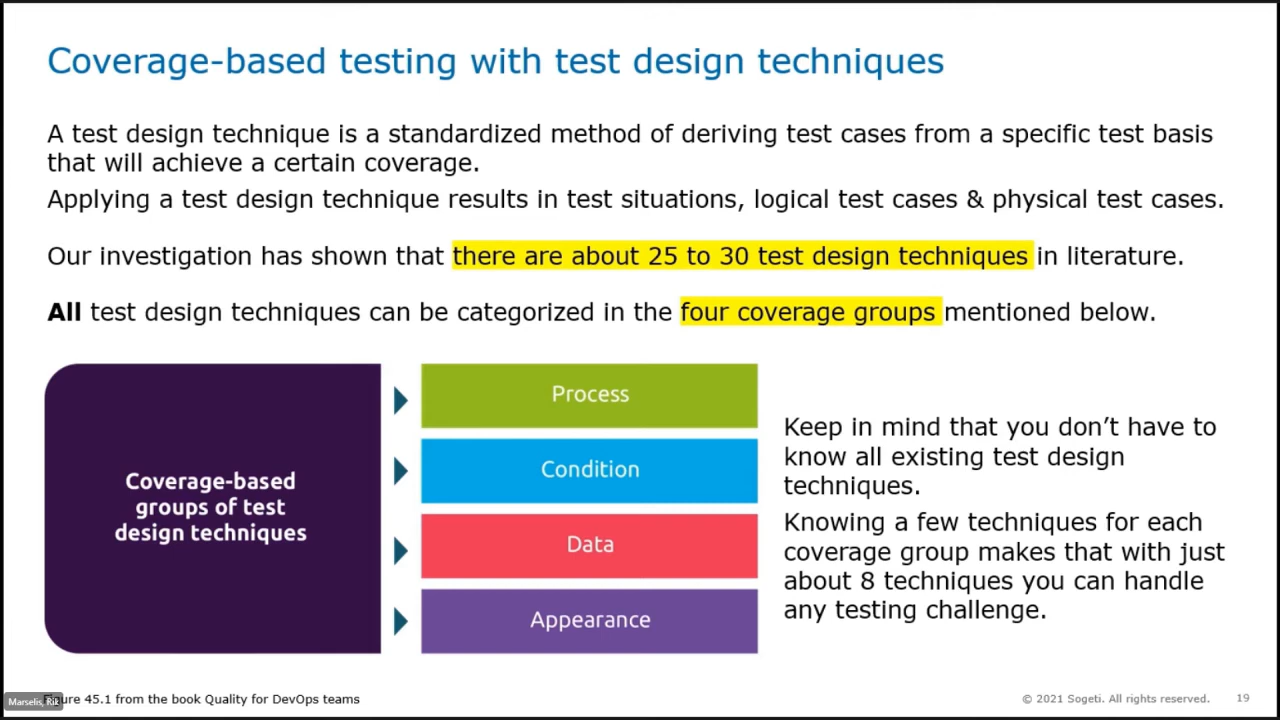 Coverage-based testing with test design techniques
A test design technique is a standardized method of deriving test cases from a specific test basis
that will achieve a certain coverage.
Applying a test design technique results in test situations, logical test cases & physical test cases.
Our investigation has shown that there are about 25 to 30 test design techniques in literature.
All test design techniques can be categorized in the four coverage groups mentioned below.
Coverage-based
groups of test
design techniques
Process
Condition
Data
Appearance
Keep in mind that you don’t have to
know all existing test design
techniques.
Knowing a few techniques for each
coverage group makes that with just
about 8 techniques you can handle
any testing challenge.
Marselis, Rik
45.1 from the book Quality for DevOps teams
© 2021 Sogeti. All rights reserved.
19